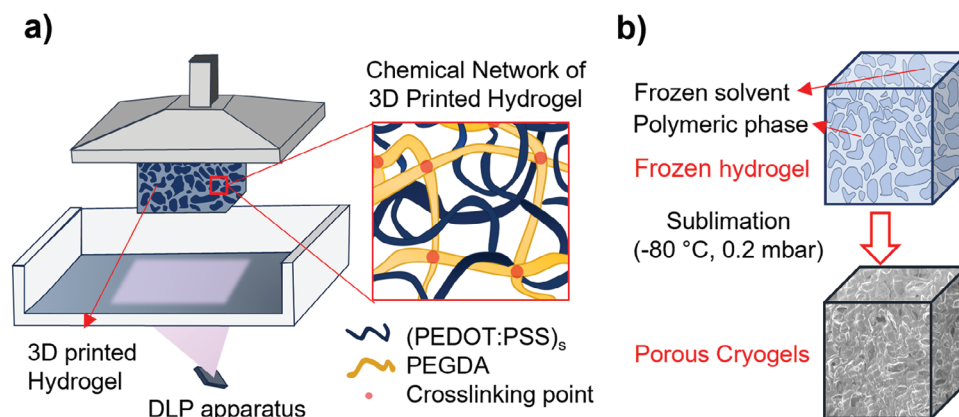 a)
Chemical Network of
3D Printed Hydrogel
3D printed
Hydrogel
DLP apparatus
(PEDOT:PSS)s
PEGDA
Crosslinking point
b)
Frozen solvent
Polymeric phase
Frozen hydrogel
Sublimation
(-80 °C, 0.2 mbar)
Porous Cryogels